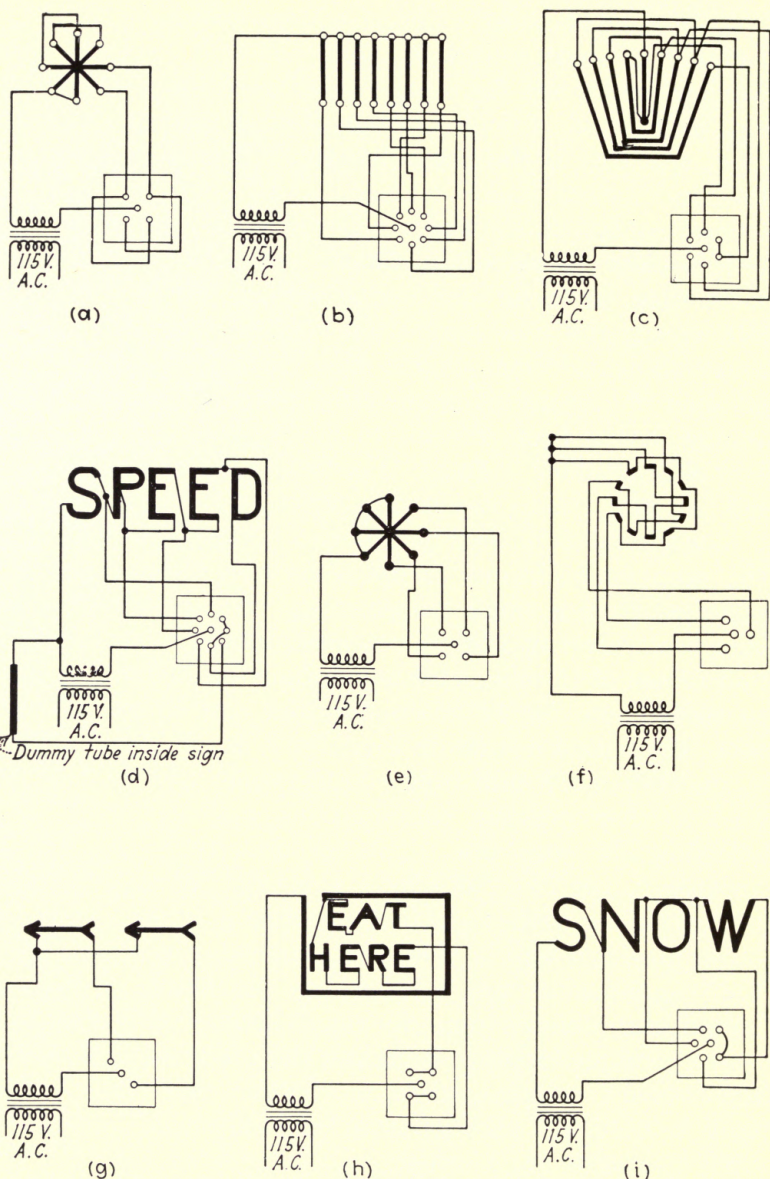 115 V.
A.C.
(a)
115 V.
A.C.
(b)
115 V.
A.C.
(c)
SPEED
115 V.
A.C.
Dummy tube inside sign
(d)
115 V.
A.C.
(e)
115 V.
A.C.
(f)
115 V.
A.C.
(g)
EAT
HERE
115 V.
A.C.
(h)
SNOW
115 V.
A.C.
(i)